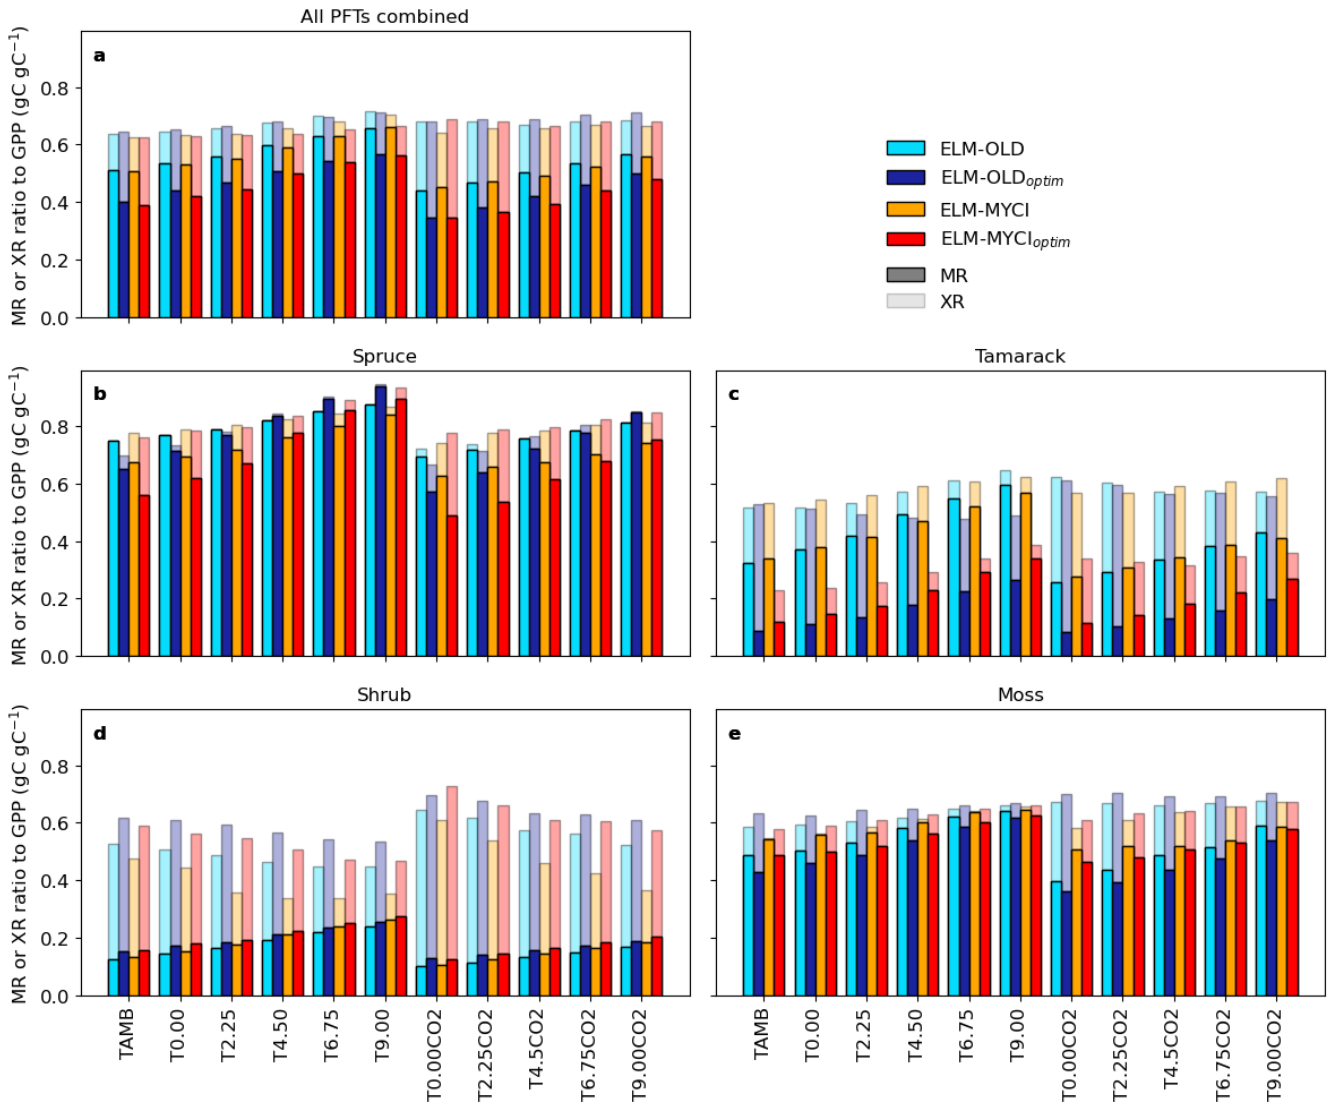 All PFTs combined
a
MR or XR ratio to GPP (gC gC⁻¹)
0.8
0.6
0.4
0.2
0.0
ELM-OLD
ELM-OLD_optim
ELM-MYCI
ELM-MYCI_optim
MR
XR
Spruce
b
MR or XR ratio to GPP (gC gC⁻¹)
0.8
0.6
0.4
0.2
0.0
Tamarack
c
Shrub
d
MR or XR ratio to GPP (gC gC⁻¹)
0.8
0.6
0.4
0.2
0.0
TAMB
T0.00
T2.25
T4.50
T6.75
T9.00
T0.00CO2
T2.25CO2
T4.5CO2
T6.75CO2
T9.00CO2
Moss
e
TAMB
T0.00
T2.25
T4.50
T6.75
T9.00
T0.00CO2
T2.25CO2
T4.5CO2
T6.75CO2
T9.00CO2